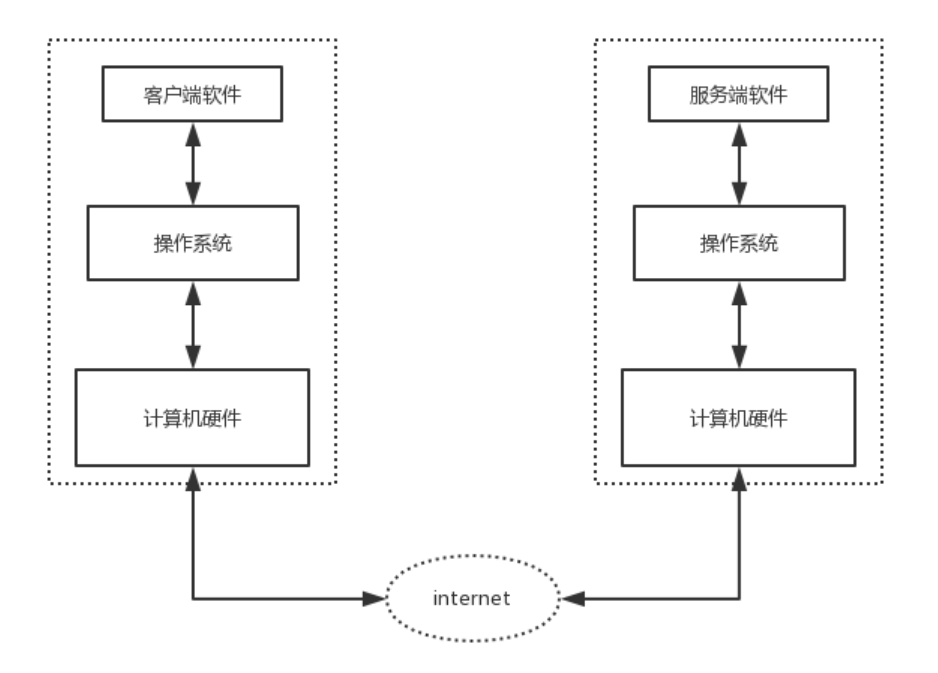 客户端软件
服务端软件
操作系统
操作系统
计算机硬件
计算机硬件
internet